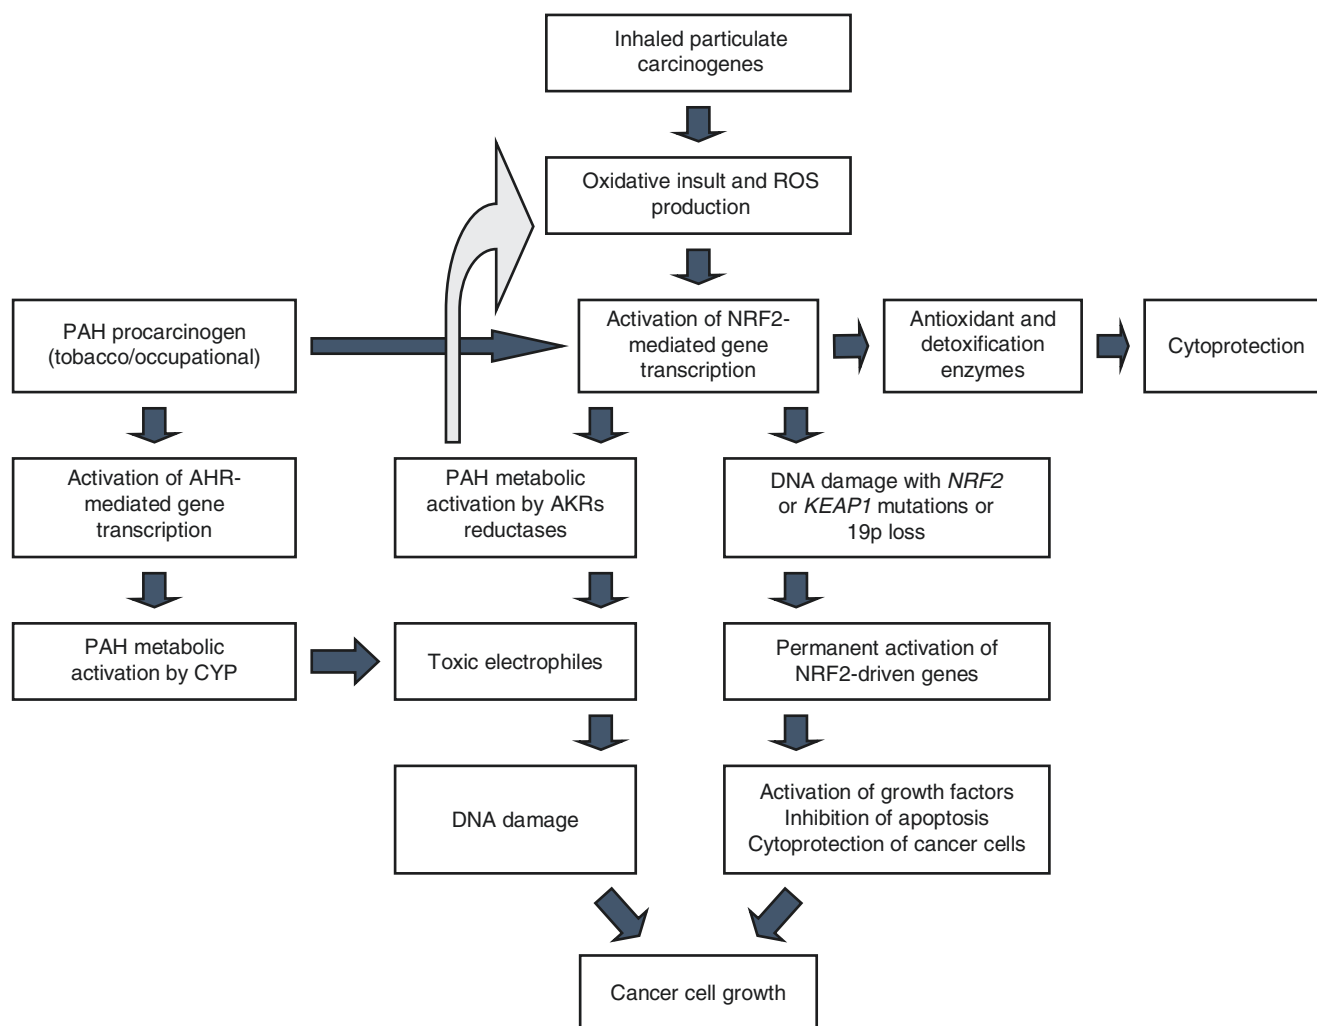 Inhaled particulate
carcinogenes
Oxidative insult and ROS
production
PAH procarcinogen
(tobacco/occupational)
Activation of NRF2-
mediated gene
transcription
Antioxidant and
detoxification
enzymes
Cytoprotection
Activation of AHR-
mediated gene
transcription
PAH metabolic
activation by AKRs
reductases
DNA damage with NRF2
or KEAP1 mutations or
19p loss
PAH metabolic
activation by CYP
Toxic electrophiles
Permanent activation of
NRF2-driven genes
DNA damage
Activation of growth factors
Inhibition of apoptosis
Cytoprotection of cancer cells
Cancer cell growth